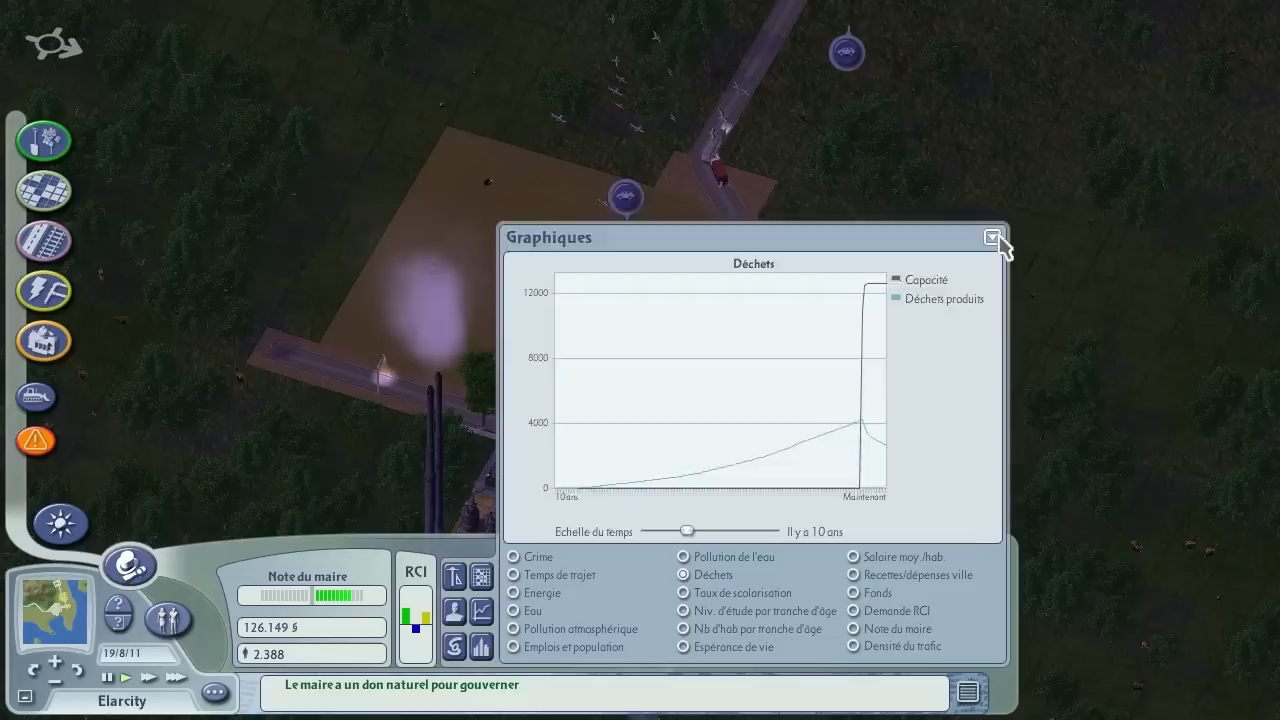 Graphiques
Déchets
12000
8000
4000
0
10 ans
Maintenant
Capacité
Déchets produits
Echelle du temps
Il y a 10 ans
Crime
Temps de trajet
Energie
Eau
Pollution atmosphérique
Emplois et population
Pollution de l'eau
Déchets
Taux de scolarisation
Niv. d'étude par tranche d'âge
Nb d'hab par tranche d'âge
Espérance de vie
Salaire moy./hab.
Recettes/dépenses ville
Fonds
Demande RCI
Note du maire
Densité du trafic
Note du maire
126.149 §
2.388
RCI
?
?
19/8/11
Elarcity
Le maire a un don naturel pour gouverner